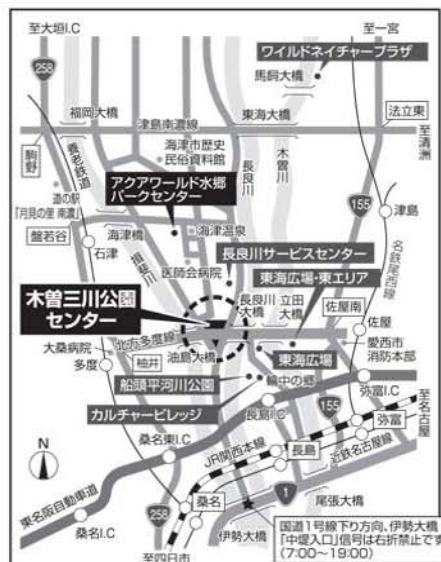 至大垣I.C
至一宮
ワイルドネイチャープラザ
258
馬飼大橋
福岡大橋
東海大橋
法立東
津島南濃線
至清洲
駒野
養老鉄道
海津市歴史
民俗資料館
長良川
木曽川
道の駅
「月見の里 南濃」
アクアワールド水郷
パークセンター
155
津島
盤若谷
海津橋
海津温泉
石津
揖斐川
医師会病院
長良川サービスセンター
名鉄尾西線
東海広場・東エリア
木曽三川公園
センター
長良川
大橋
立田
大橋
佐屋南
佐屋
北方多度線
大桑病院
多度
柚井
油島大橋
愛西市
消防本部
東海広場
船頭平河川公園
輪中の郷
カルチャービレッジ
弥富I.C
長島I.C
至名古屋
155
弥富
桑名東I.C
JR関西本線
長島
近鉄名古屋線
N
東名阪自動車道
桑名
1
尾張大橋
258
桑名I.C
伊勢大橋
至四日市
国道1号線下り方向、伊勢大橋
「中堤入口」信号は右折禁止です
(7:00〜19:00)